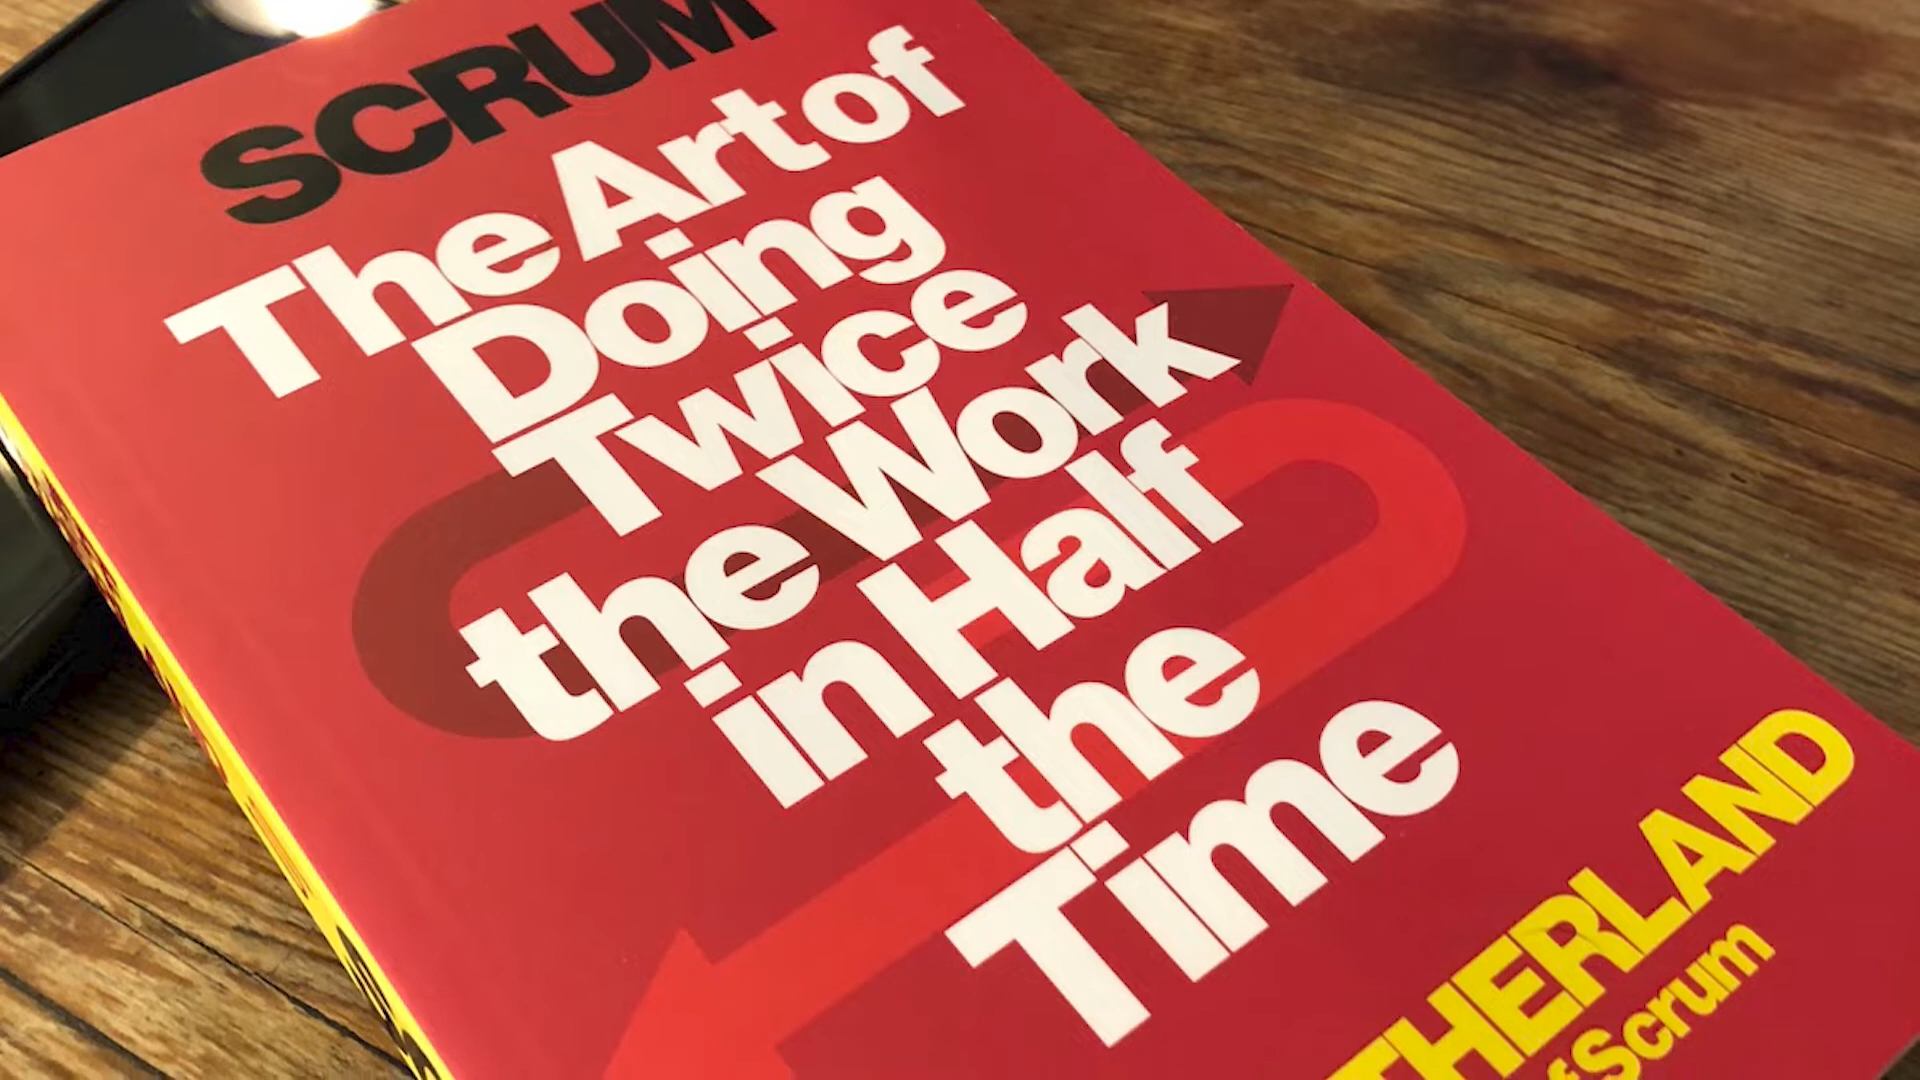 SCRUM
The Art of
Doing
Twice
the Work
in Half
the
Time
THERLAND
f Scrum